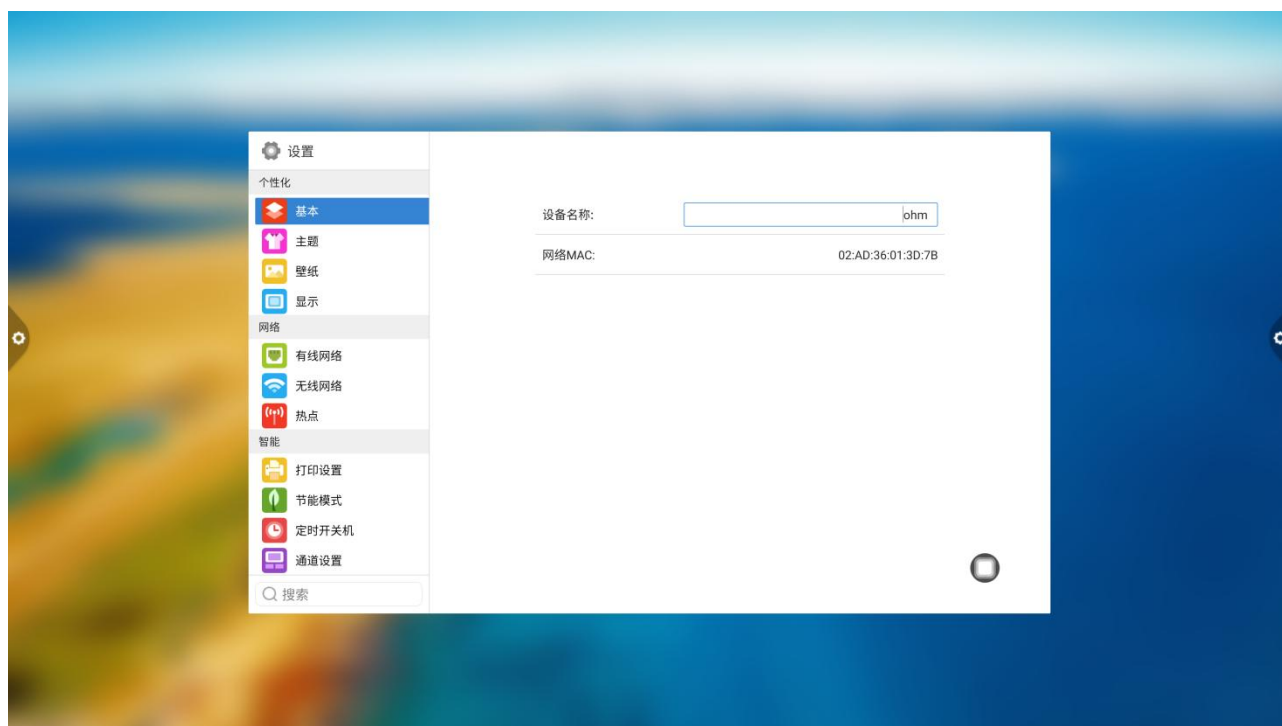 设置
个性化
基本
主题
壁纸
显示
网络
有线网络
无线网络
热点
智能
打印设置
节能模式
定时开关机
通道设置
搜索
设备名称: ohm
网络MAC: 02:AD:36:01:3D:7B